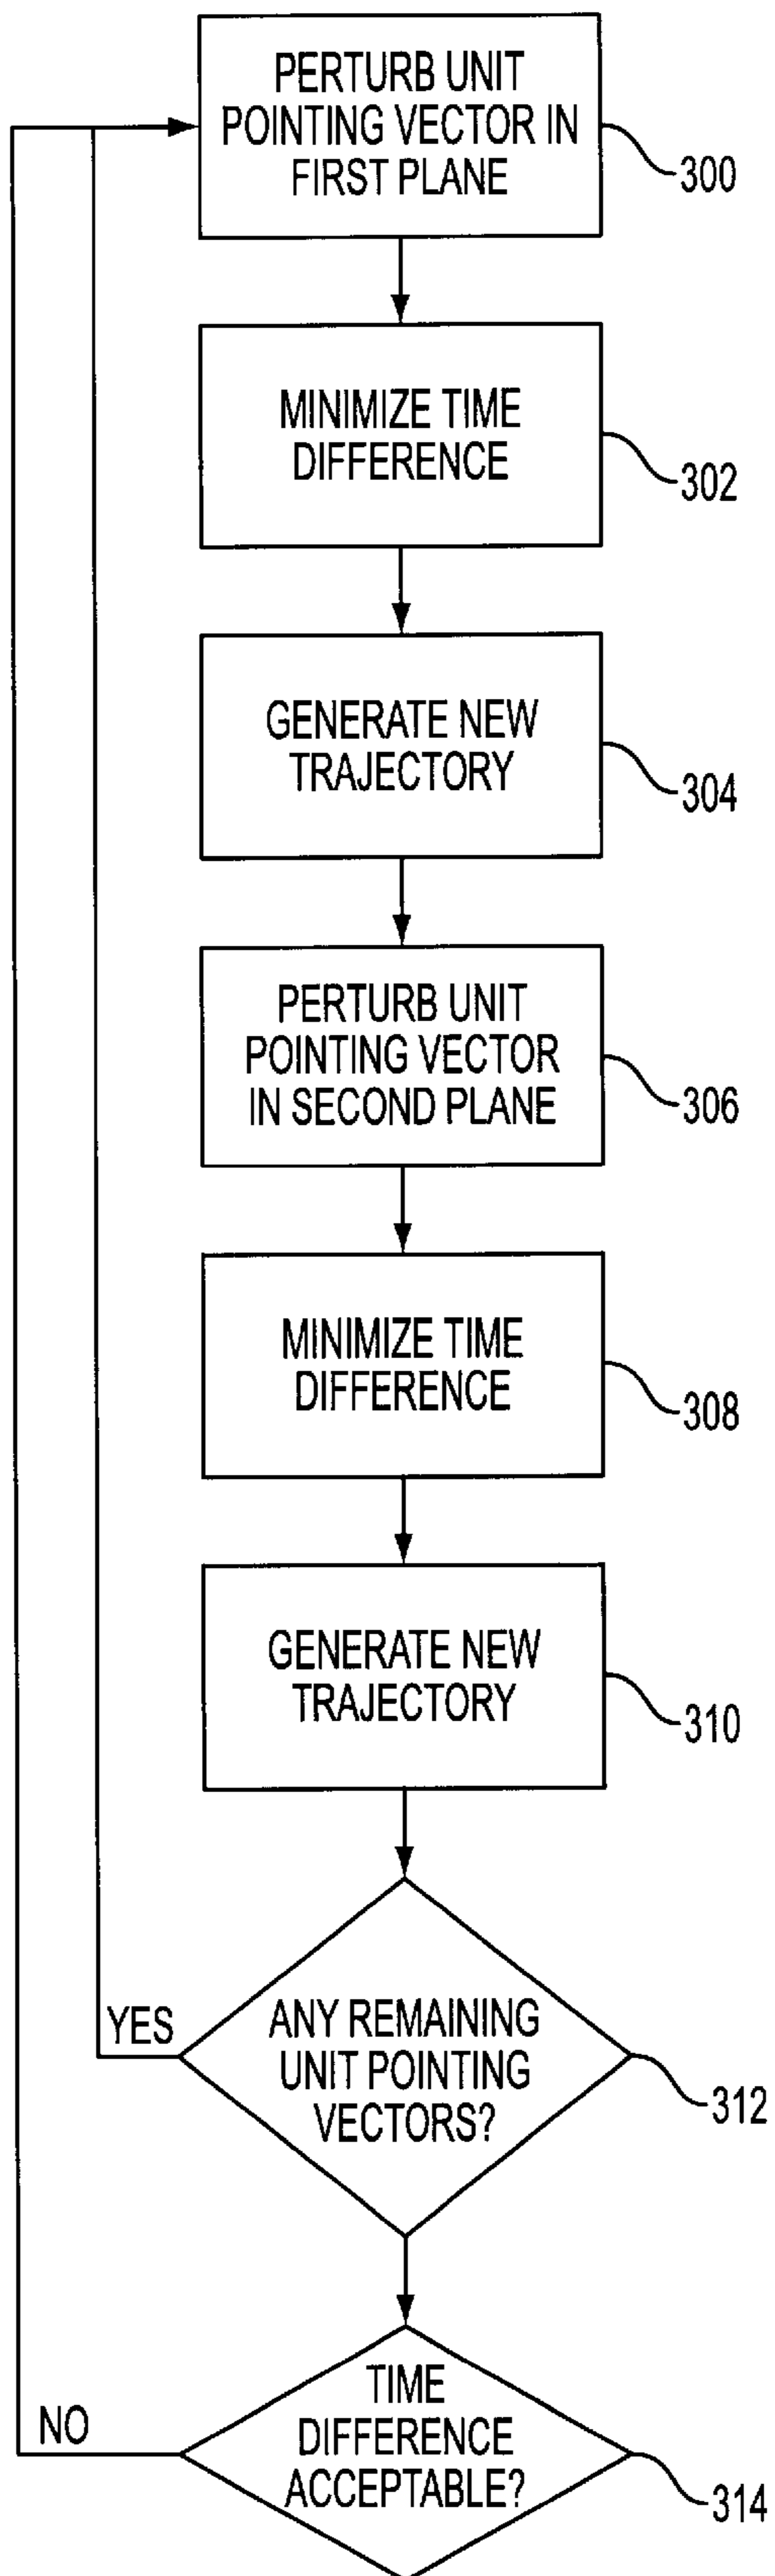 PERTURB UNIT
POINTING VECTOR IN
FIRST PLANE
300
MINIMIZE TIME
DIFFERENCE
302
GENERATE NEW
TRAJECTORY
304
PERTURB UNIT
POINTING VECTOR
IN SECOND PLANE
306
MINIMIZE TIME
DIFFERENCE
308
GENERATE NEW
TRAJECTORY
310
YES
ANY REMAINING
UNIT POINTING
VECTORS?
312
NO
TIME
DIFFERENCE
ACCEPTABLE?
314